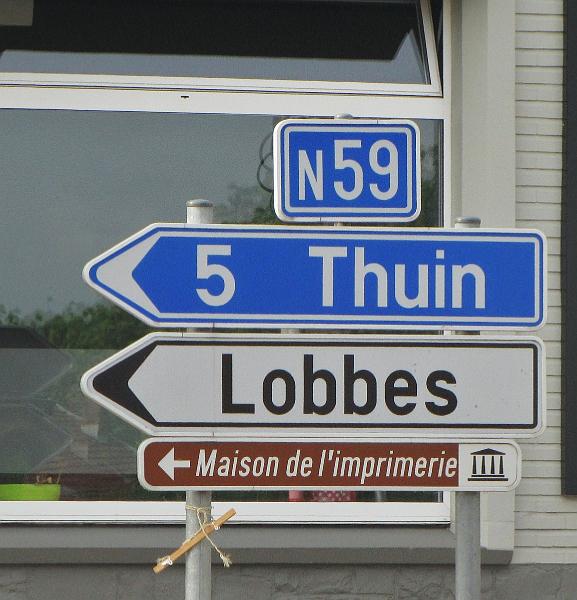 N59
5 Thuin
Lobbes
Maison de l'imprimerie